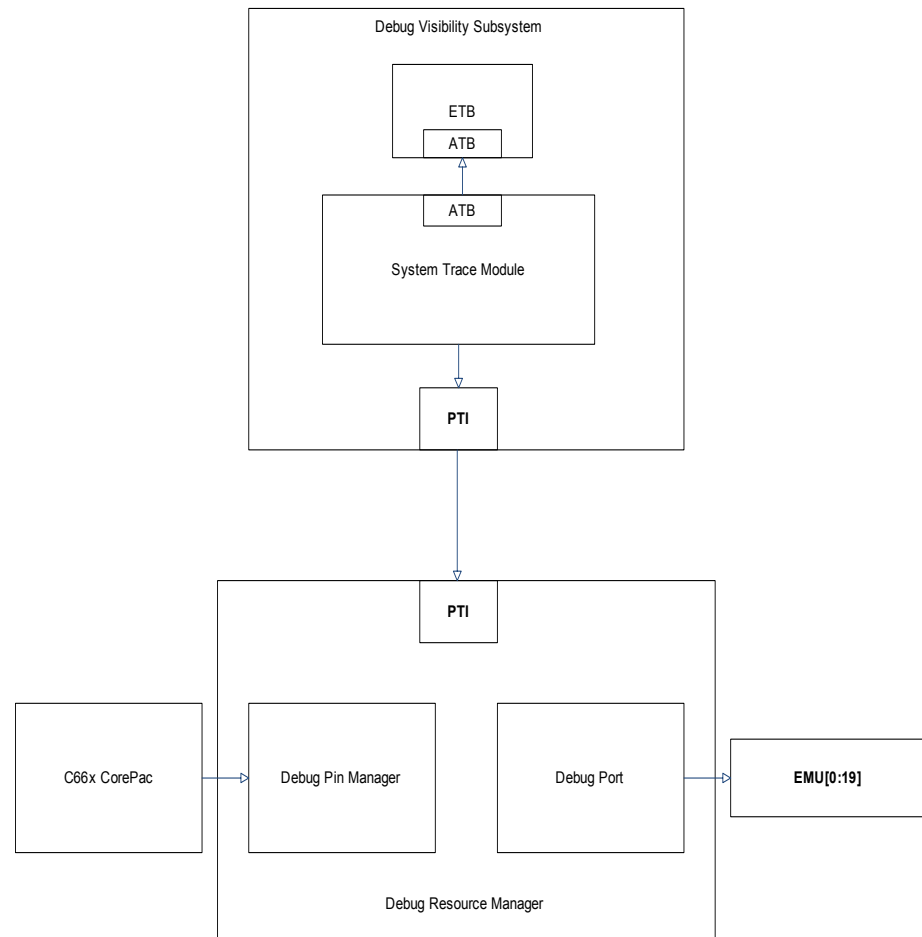 Debug Visibility Subsystem
ETB
ATB
ATB
System Trace Module
PTI
PTI
C66x CorePac
Debug Pin Manager
Debug Port
EMU[0:19]
Debug Resource Manager